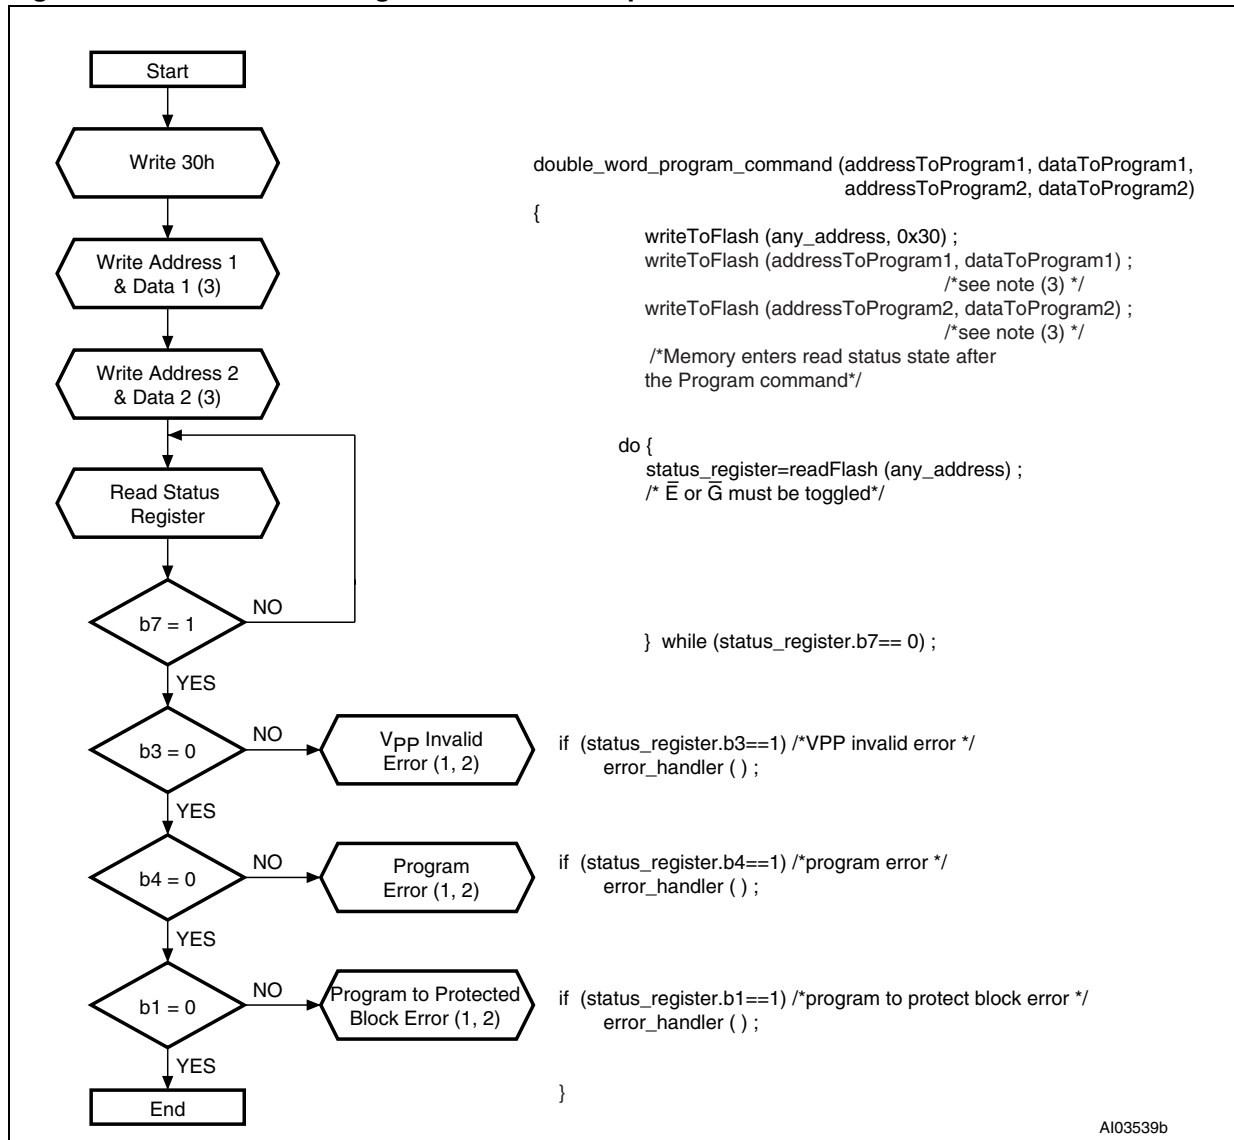 Start
Write 30h
Write Address 1
& Data 1 (3)
Write Address 2
& Data 2 (3)
Read Status
Register
b7 = 1
NO
YES
b3 = 0
NO
VPP Invalid
Error (1, 2)
YES
b4 = 0
NO
Program
Error (1, 2)
YES
b1 = 0
NO
Program to Protected
Block Error (1, 2)
YES
End
double_word_program_command (addressToProgram1, dataToProgram1,
addressToProgram2, dataToProgram2)
{
writeToFlash (any_address, 0x30) ;
writeToFlash (addressToProgram1, dataToProgram1) ;
/*see note (3) */
writeToFlash (addressToProgram2, dataToProgram2) ;
/*see note (3) */
/*Memory enters read status state after
the Program command*/
do {
status_register=readFlash (any_address) ;
/* E̅ or G̅ must be toggled*/
} while (status_register.b7== 0) ;
if (status_register.b3==1) /*VPP invalid error */
error_handler ( ) ;
if (status_register.b4==1) /*program error */
error_handler ( ) ;
if (status_register.b1==1) /*program to protect block error */
error_handler ( ) ;
}
AI03539b